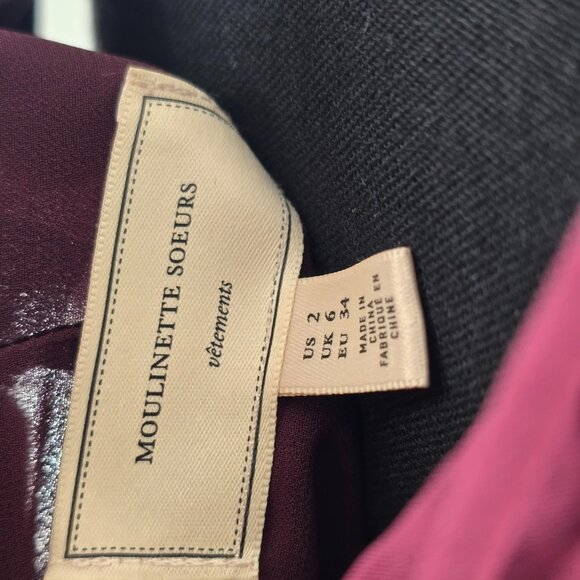 MOULINETTE SOEURS
vêtements
US 2
UK 6
EU 34
MADE IN
CHINA
FABRIQUÉ EN
CHINE